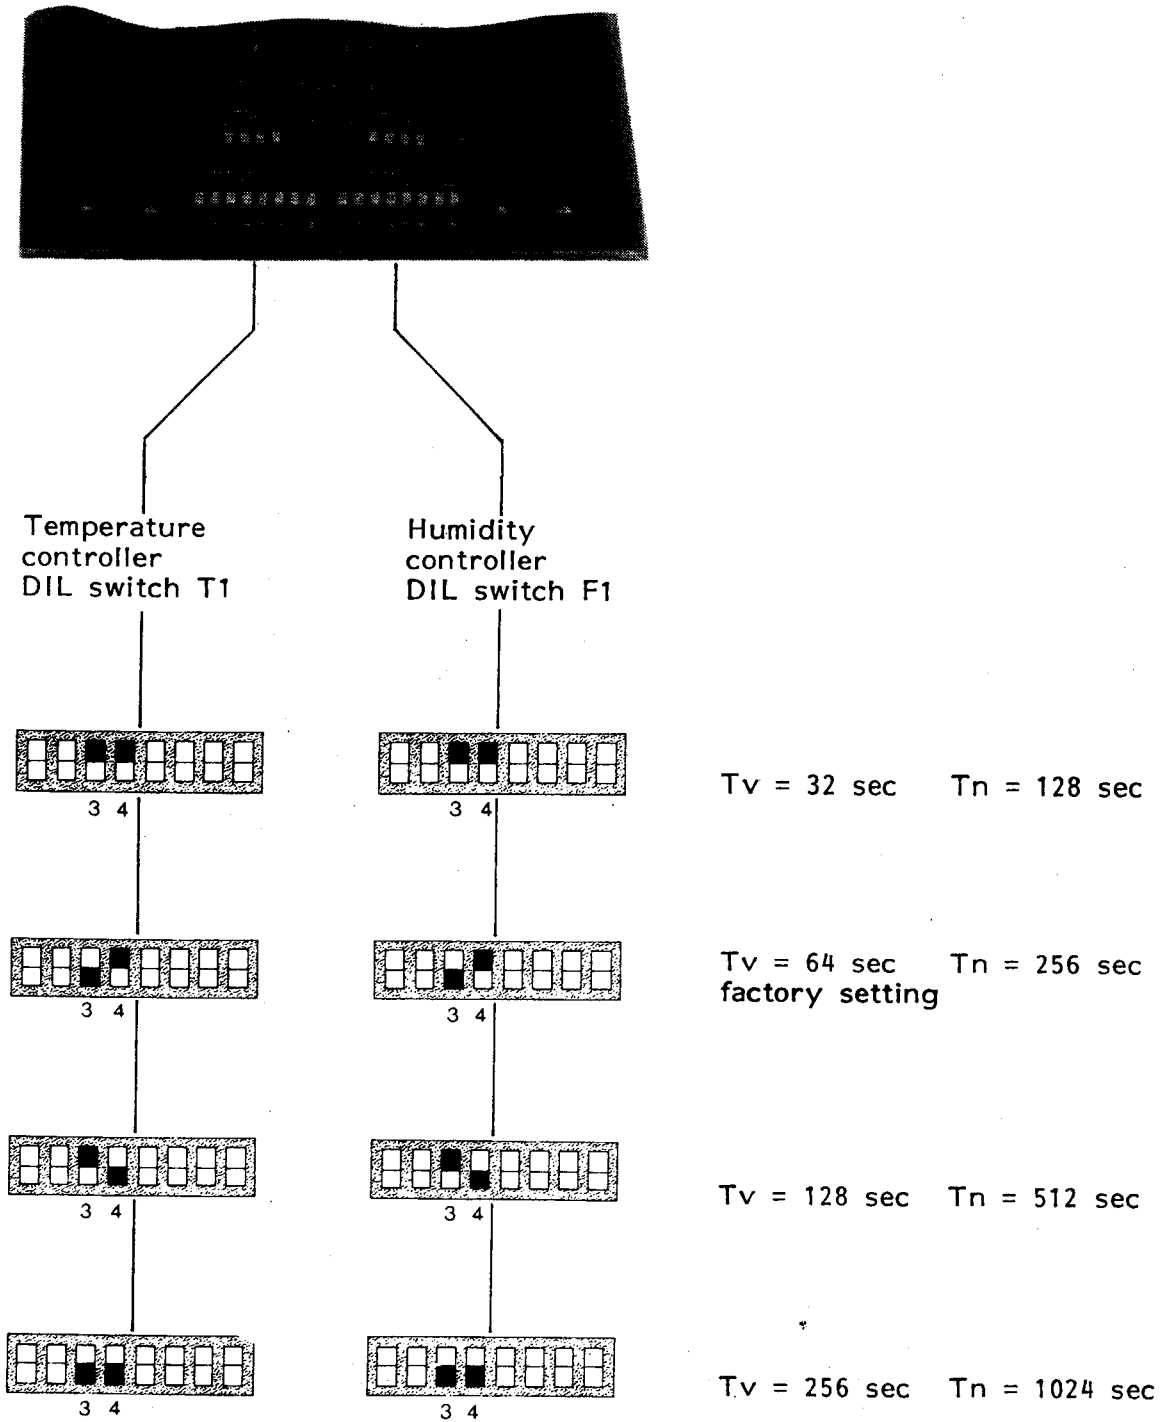 Temperature
controller
DIL switch T1
Humidity
controller
DIL switch F1
3 4
3 4
Tv = 32 sec Tn = 128 sec
3 4
3 4
Tv = 64 sec Tn = 256 sec
factory setting
3 4
3 4
Tv = 128 sec Tn = 512 sec
3 4
3 4
Tv = 256 sec Tn = 1024 sec